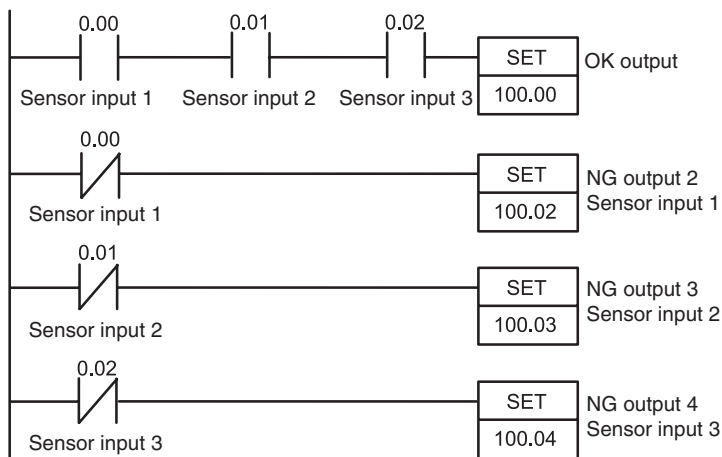 0.00 0.01 0.02
SET OK output
100.00
Sensor input 1 Sensor input 2 Sensor input 3
0.00
SET NG output 2
100.02 Sensor input 1
Sensor input 1
0.01
SET NG output 3
100.03 Sensor input 2
Sensor input 2
0.02
SET NG output 4
100.04 Sensor input 3
Sensor input 3